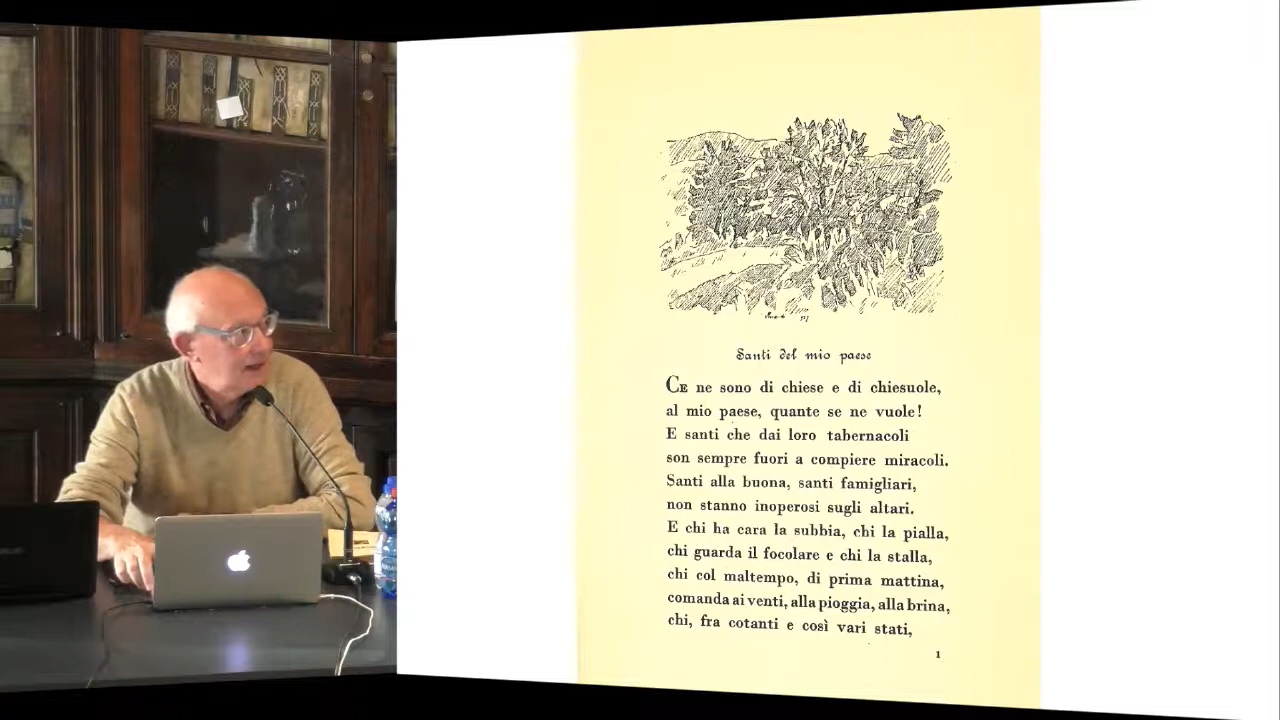 Santi del mio paese
CE ne sono di chiese e di chiesuole,
al mio paese, quante se ne vuole!
E santi che dai loro tabernacoli
son sempre fuori a compiere miracoli.
Santi alla buona, santi famigliari,
non stanno inoperosi sugli altari.
E chi ha cara la subbia, chi la pialla,
chi guarda il focolare e chi la stalla,
chi col maltempo, di prima mattina,
comanda ai venti, alla pioggia, alla brina,
chi, fra cotanti e così vari stati,
1